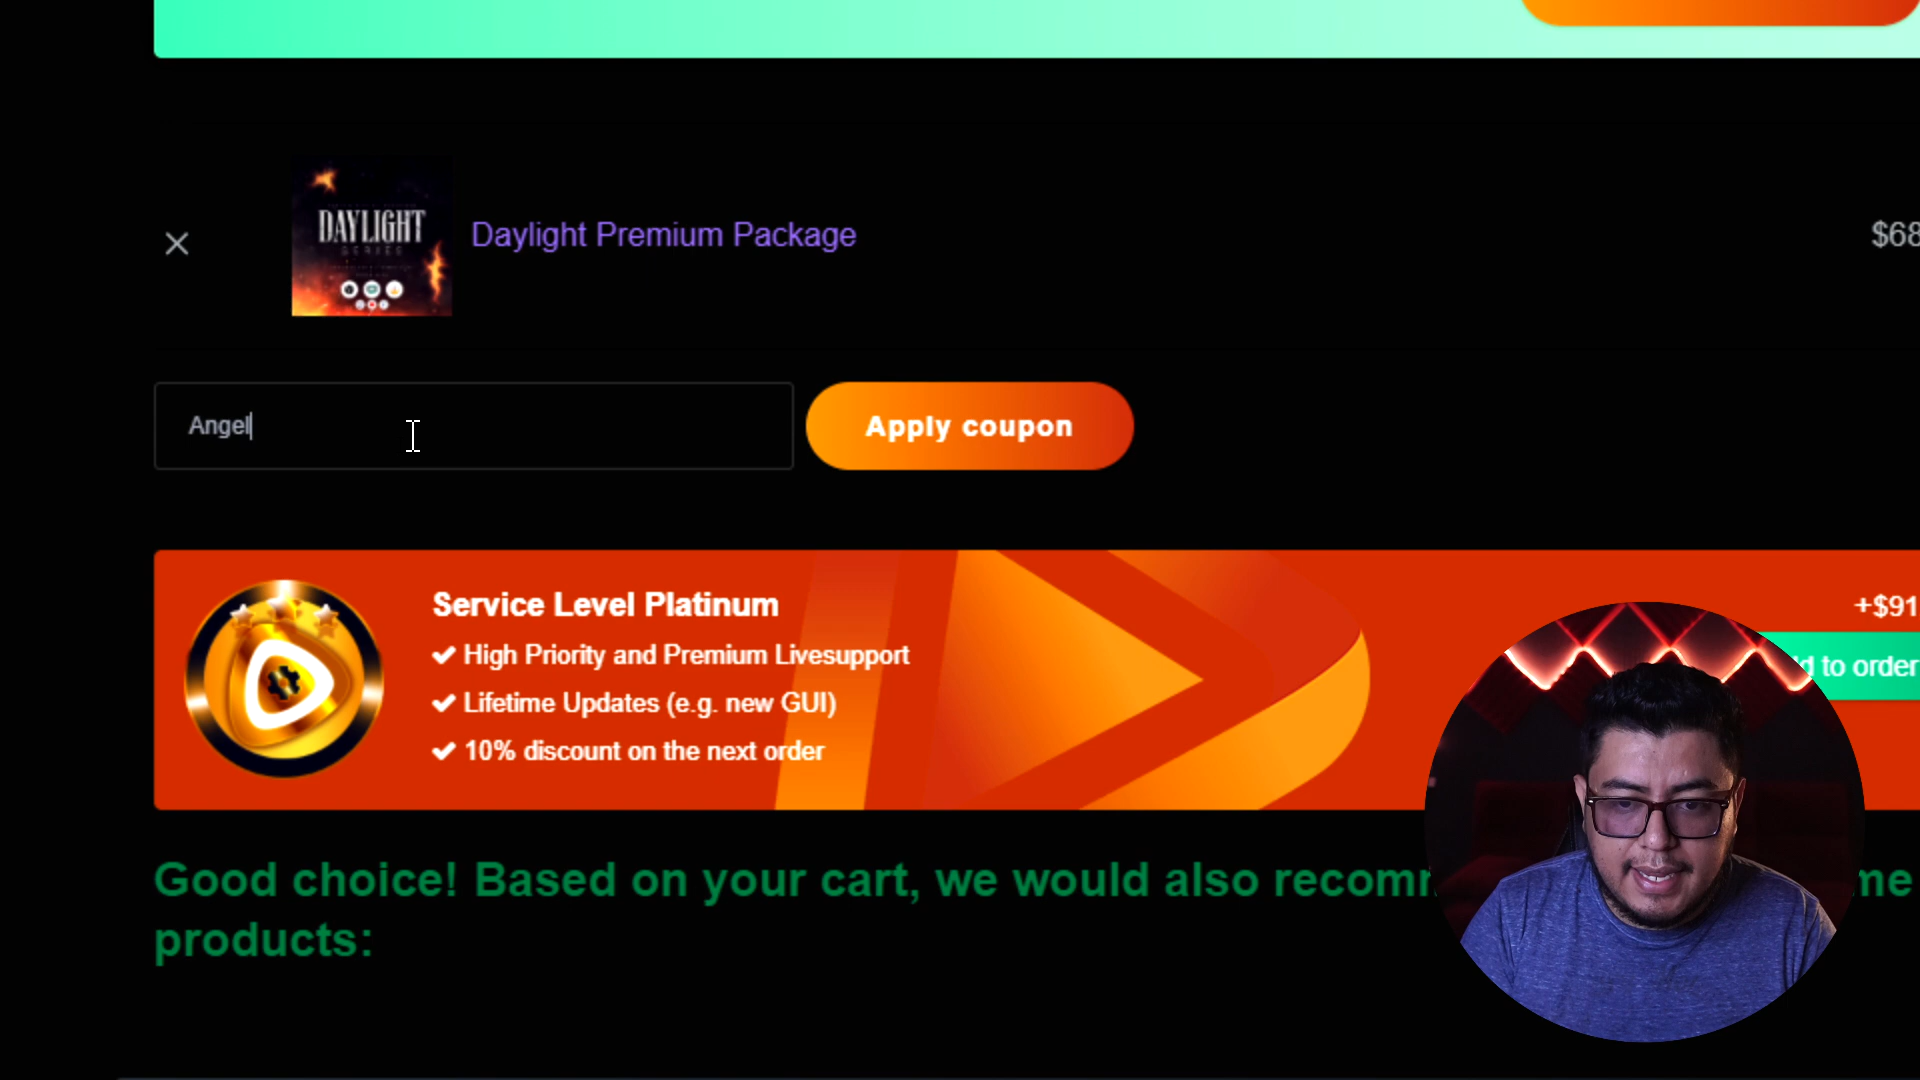 DAYLIGHT
SERIES
Daylight Premium Package
$68
Angel
Apply coupon
Service Level Platinum
High Priority and Premium Livesupport
Lifetime Updates (e.g. new GUI)
10% discount on the next order
+$91
d to order
Good choice! Based on your cart, we would also recom me
products: